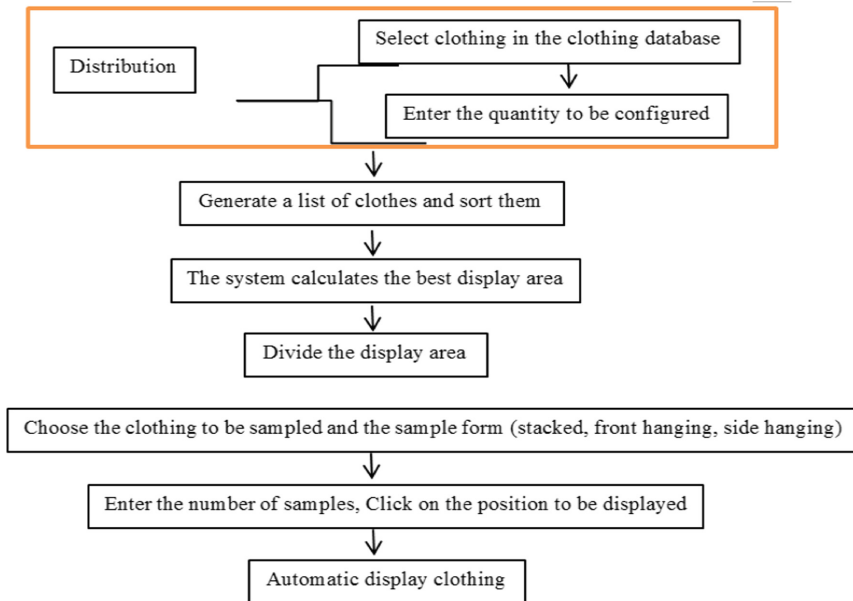 Distribution
Select clothing in the clothing database
Enter the quantity to be configured
Generate a list of clothes and sort them
The system calculates the best display area
Divide the display area
Choose the clothing to be sampled and the sample form (stacked, front hanging, side hanging)
Enter the number of samples, Click on the position to be displayed
Automatic display clothing